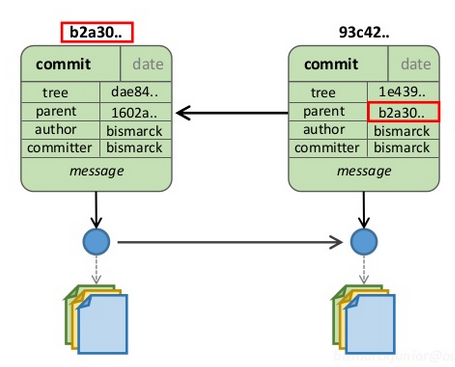 b2a30..
commit date
tree dae84..
parent 1602a..
author bismarck
committer bismarck
message
93c42..
commit date
tree 1e439..
parent b2a30..
author bismarck
committer bismarck
message